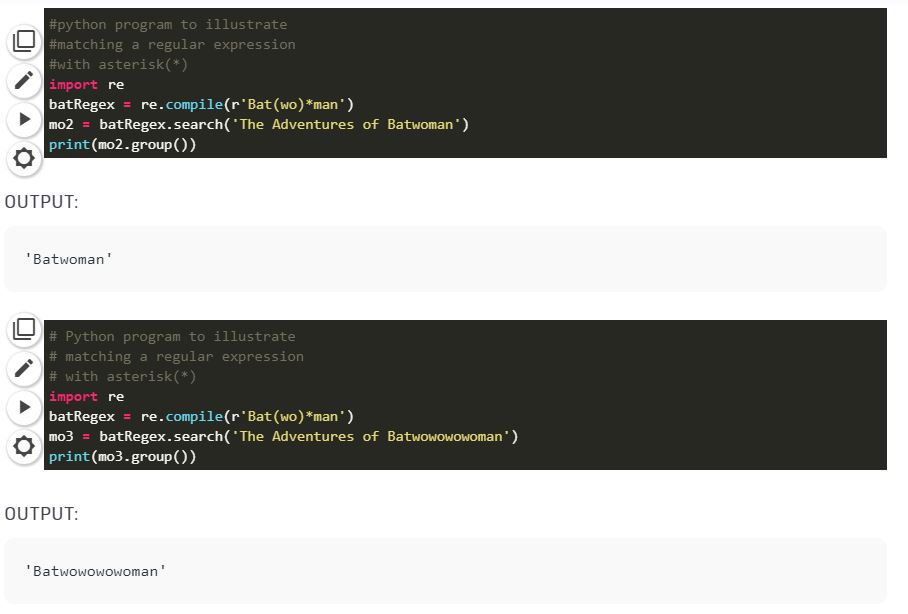 #python program to illustrate
#matching a regular expression
#with asterisk(*)
import re
batRegex = re.compile(r'Bat(wo)*man')
mo2 = batRegex.search('The Adventures of Batwoman')
print(mo2.group())
OUTPUT:
'Batwoman'
# Python program to illustrate
# matching a regular expression
# with asterisk(*)
import re
batRegex = re.compile(r'Bat(wo)*man')
mo3 = batRegex.search('The Adventures of Batwowowowoman')
print(mo3.group())
OUTPUT:
'Batwowowowoman'